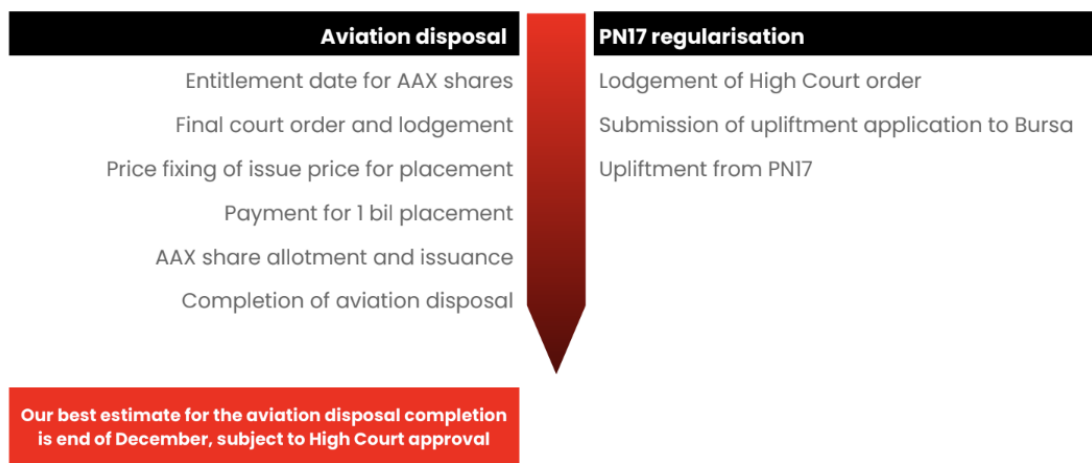 Aviation disposal
Entitlement date for AAX shares
Final court order and lodgement
Price fixing of issue price for placement
Payment for 1 bil placement
AAX share allotment and issuance
Completion of aviation disposal
PN17 regularisation
Lodgement of High Court order
Submission of upliftment application to Bursa
Upliftment from PN17
Our best estimate for the aviation disposal completion
is end of December, subject to High Court approval